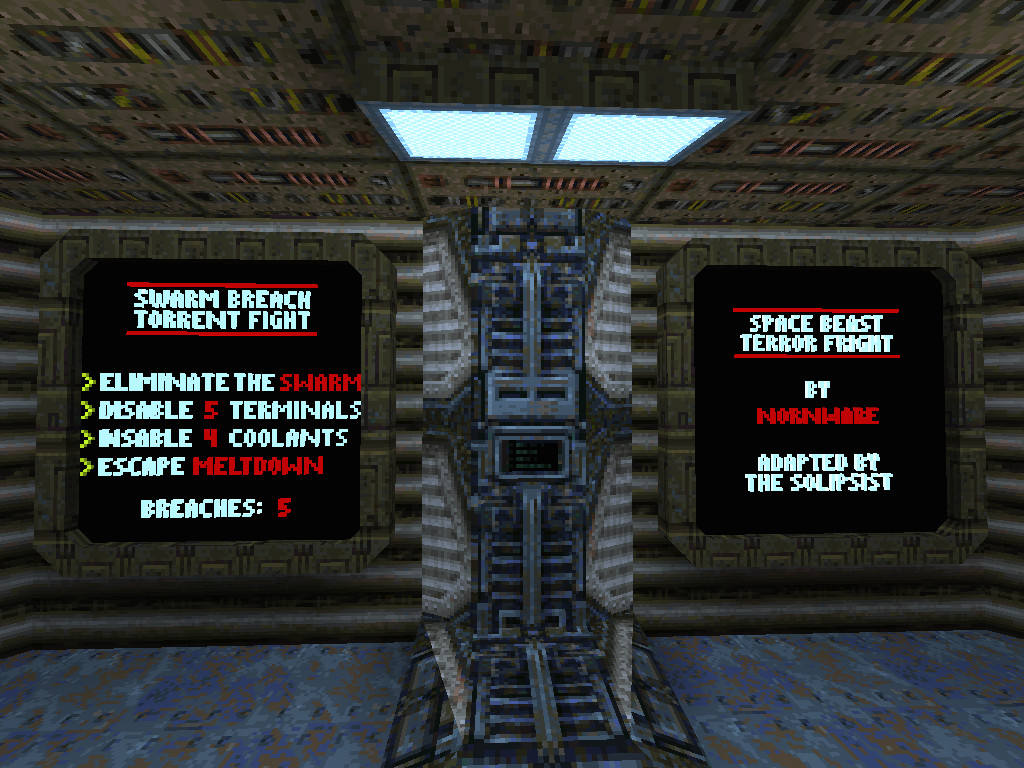 SWARM BREACH
TORRENT FIGHT
> ELIMINATE THE SWARM
> DISABLE 5 TERMINALS
> DISABLE 4 COOLANTS
> ESCAPE MELTDOWN
BREACHES: 5
SPACE BEAST
TERROR FRIGHT
BY
NORNWARE
ADAPTED BY
THE SOLIPSIST